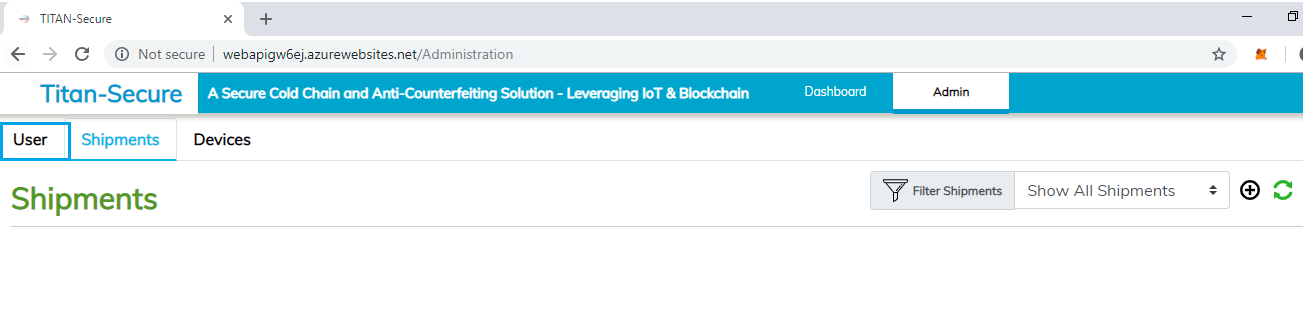 TITAN-Secure
Not secure webapigw6ej.azurewebsites.net/Administration
Titan-Secure A Secure Cold Chain and Anti-Counterfeiting Solution - Leveraging IoT & Blockchain Dashboard Admin
User Shipments Devices
Shipments Filter Shipments Show All Shipments